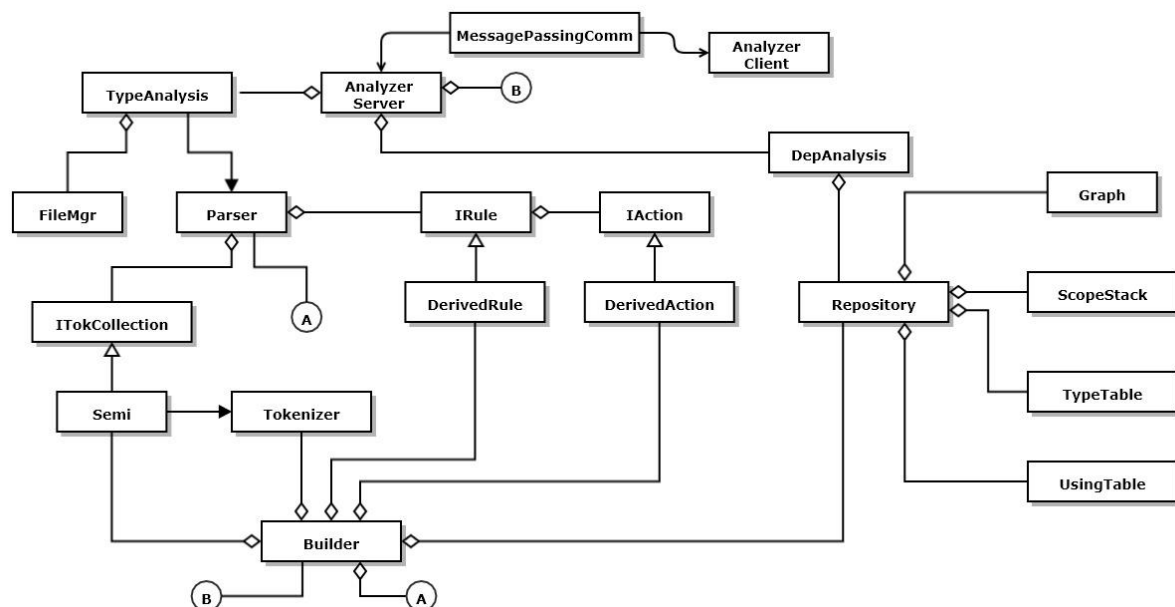 MessagePassingComm
Analyzer
Client
TypeAnalysis
Analyzer
Server
B
DepAnalysis
FileMgr
Parser
IRule
IAction
Graph
ITokCollection
A
DerivedRule
DerivedAction
Repository
ScopeStack
Semi
Tokenizer
TypeTable
UsingTable
Builder
B
A